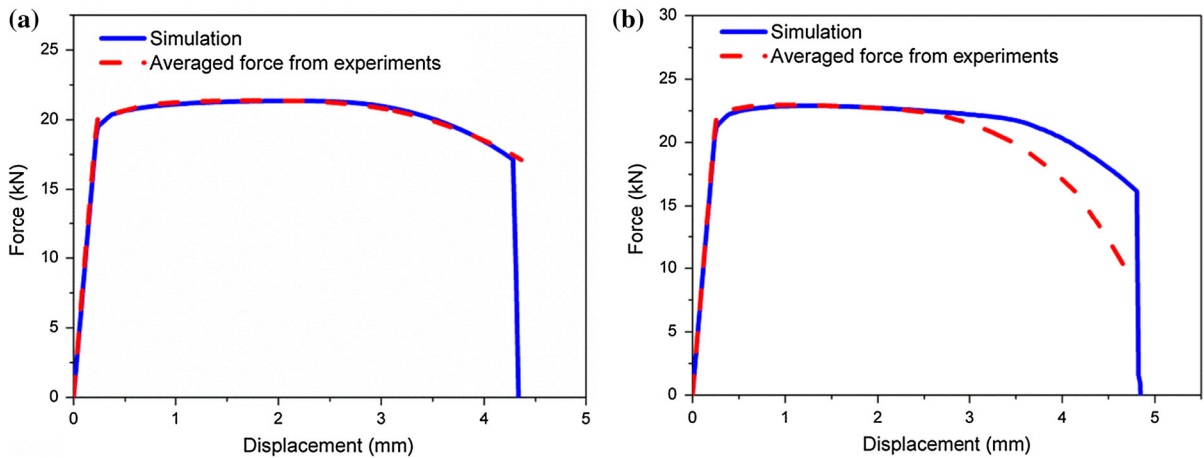 (a)
Simulation
Averaged force from experiments
25
20
15
10
5
0
Force (kN)
0 1 2 3 4 5
Displacement (mm)
(b)
Simulation
Averaged force from experiments
30
25
20
15
10
5
0
Force (kN)
0 1 2 3 4 5
Displacement (mm)